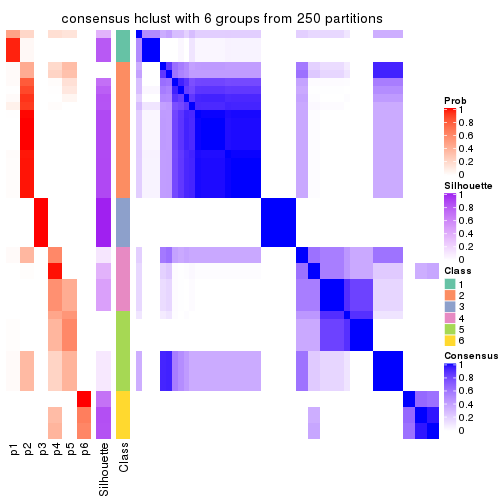 consensus hclust with 6 groups from 250 partitions
Prob
1
0.8
0.6
0.4
0.2
0
Silhouette
1
0.8
0.6
0.4
0.2
0
Class
1
2
3
4
5
6
Consensus
1
0.8
0.6
0.4
0.2
0
p1
p2
p3
p4
p5
p6
Silhouette
Class